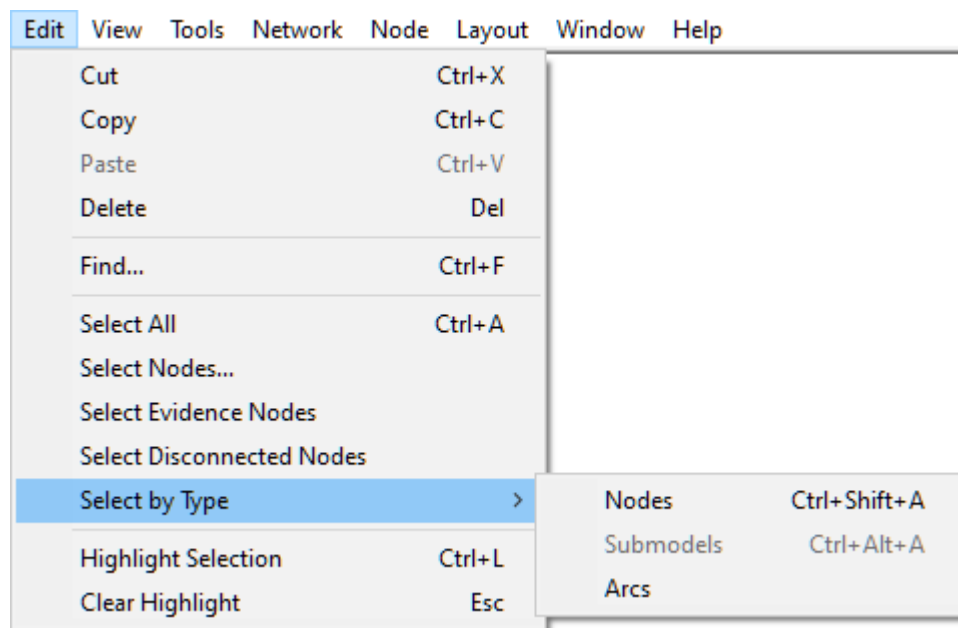 Edit View Tools Network Node Layout Window Help
Cut Ctrl+X
Copy Ctrl+C
Paste Ctrl+V
Delete Del
Find... Ctrl+F
Select All Ctrl+A
Select Nodes...
Select Evidence Nodes
Select Disconnected Nodes
Select by Type >
Nodes Ctrl+Shift+A
Submodels Ctrl+Alt+A
Arcs
Highlight Selection Ctrl+L
Clear Highlight Esc